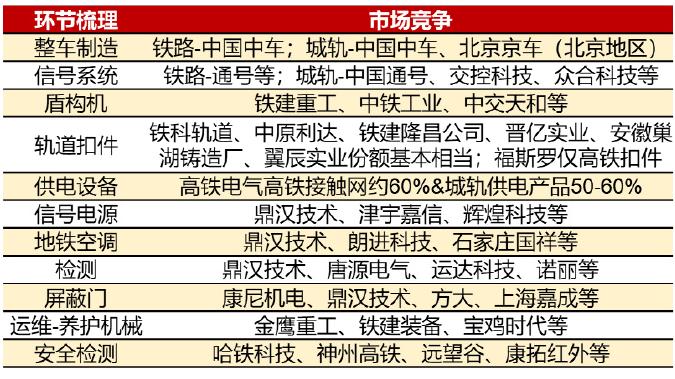 环节梳理 市场竞争
整车制造 铁路-中国中车；城轨-中国中车、北京京车（北京地区）
信号系统 铁路-通号等；城轨-中国通号、交控科技、众合科技等
盾构机 铁建重工、中铁工业、中交天和等
轨道扣件 铁科轨道、中原利达、铁建隆昌公司、晋亿实业、安徽巢
湖铸造厂、翼辰实业份额基本相当；福斯罗仅高铁扣件
供电设备 高铁电气高铁接触网约60%&城轨供电产品50-60%
信号电源 鼎汉技术、津宇嘉信、辉煌科技等
地铁空调 鼎汉技术、朗进科技、石家庄国祥等
检测 鼎汉技术、唐源电气、运达科技、诺丽等
屏蔽门 康尼机电、鼎汉技术、方大、上海嘉成等
运维-养护机械 金鹰重工、铁建装备、宝鸡时代等
安全检测 哈铁科技、神州高铁、远望谷、康拓红外等